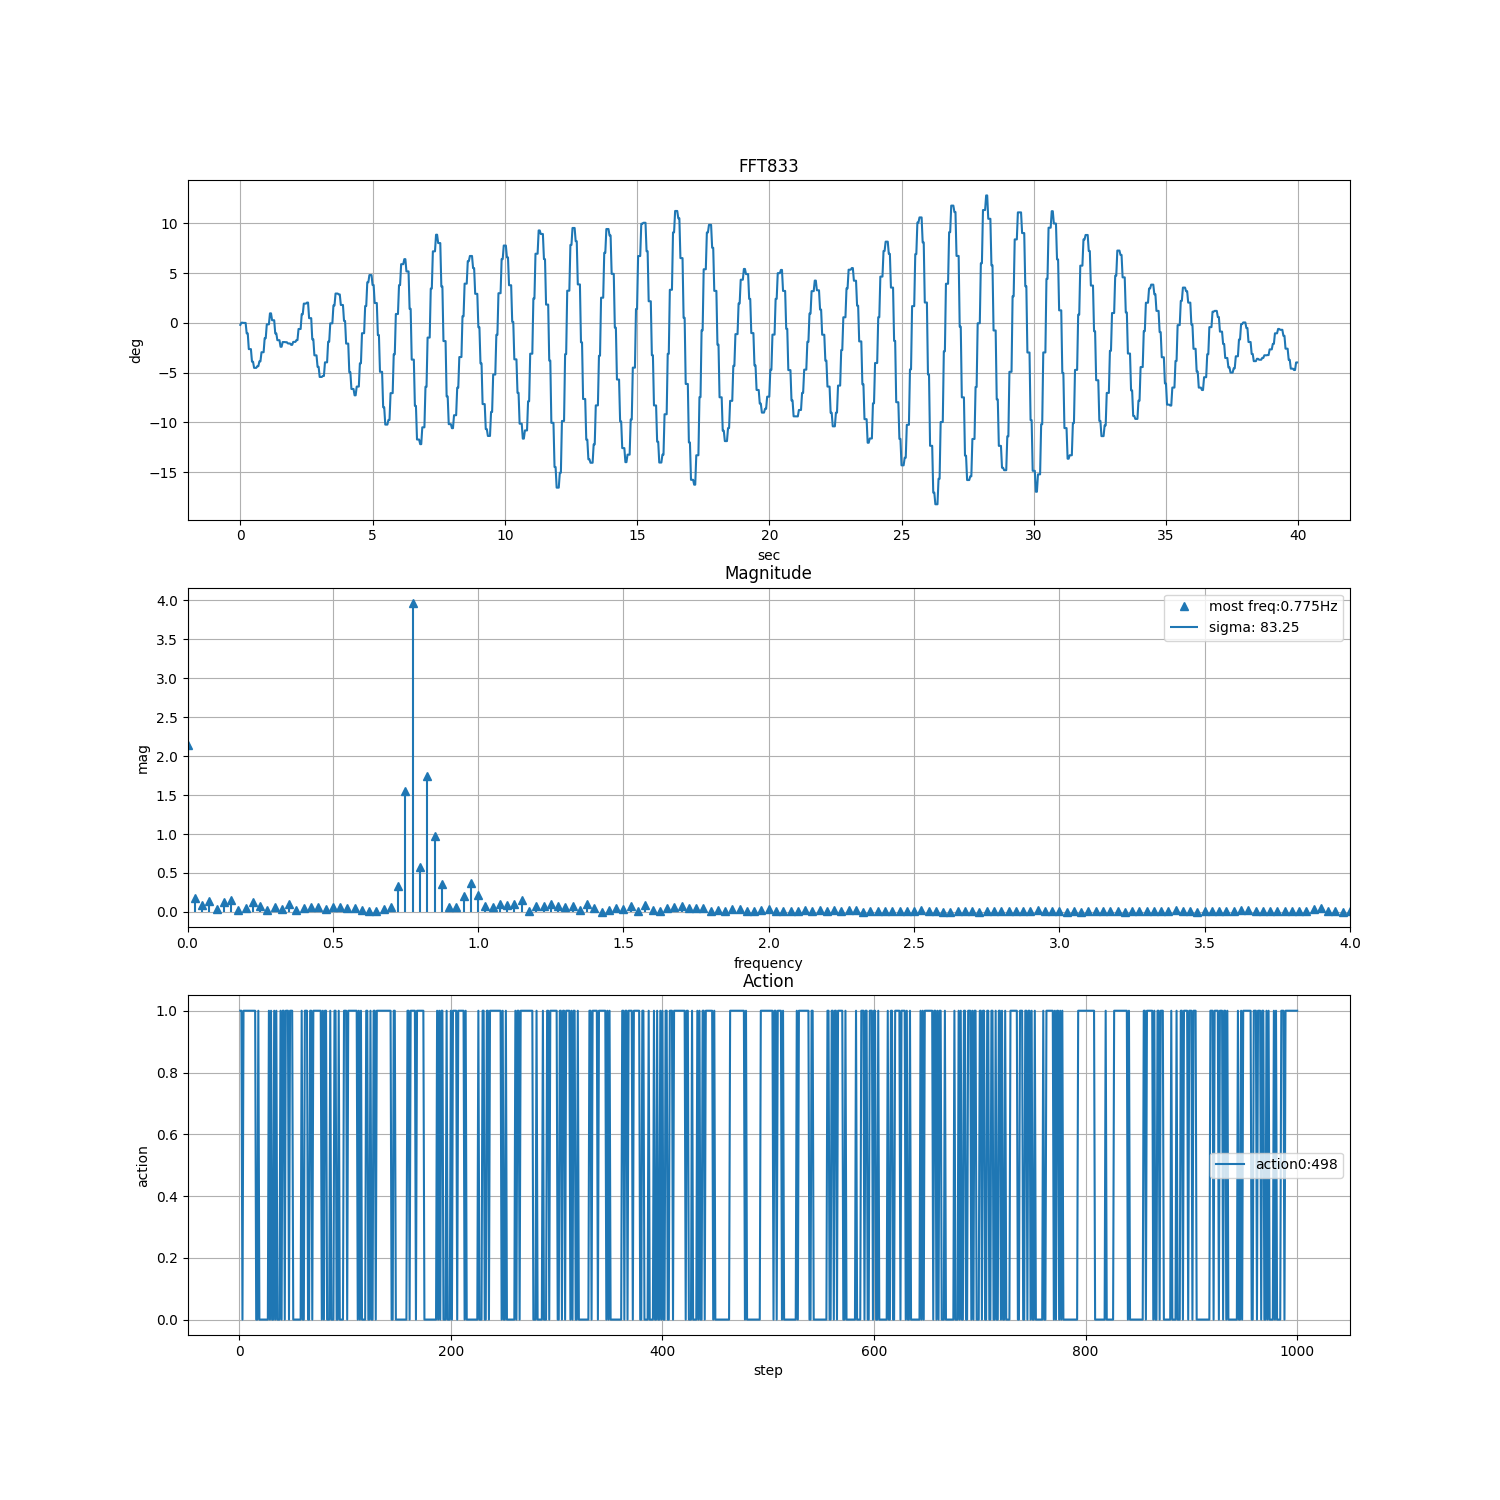 FFT833
10
5
0
−5
−10
−15
deg
0 5 10 15 20 25 30 35 40
sec
Magnitude
4.0
3.5
3.0
2.5
2.0
1.5
1.0
0.5
0.0
mag
most freq:0.775Hz
sigma: 83.25
0.0 0.5 1.0 1.5 2.0 2.5 3.0 3.5 4.0
frequency
Action
1.0
0.8
0.6
0.4
0.2
0.0
action
action0:498
0 200 400 600 800 1000
step